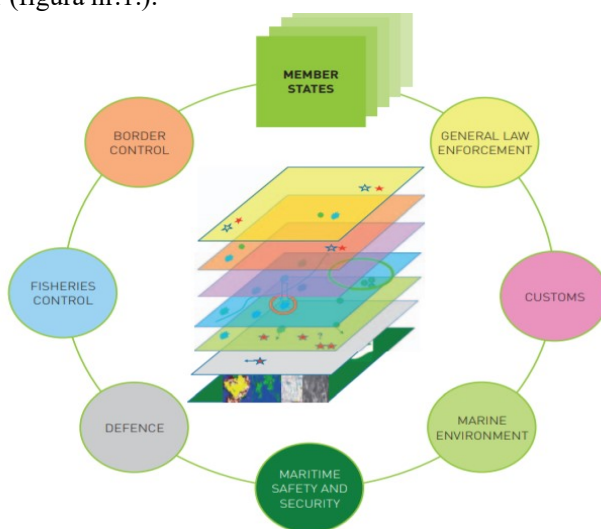 (figura nr.1.).
MEMBER
STATES
BORDER
CONTROL
GENERAL LAW
ENFORCEMENT
FISHERIES
CONTROL
CUSTOMS
DEFENCE
MARINE
ENVIRONMENT
MARITIME
SAFETY AND
SECURITY